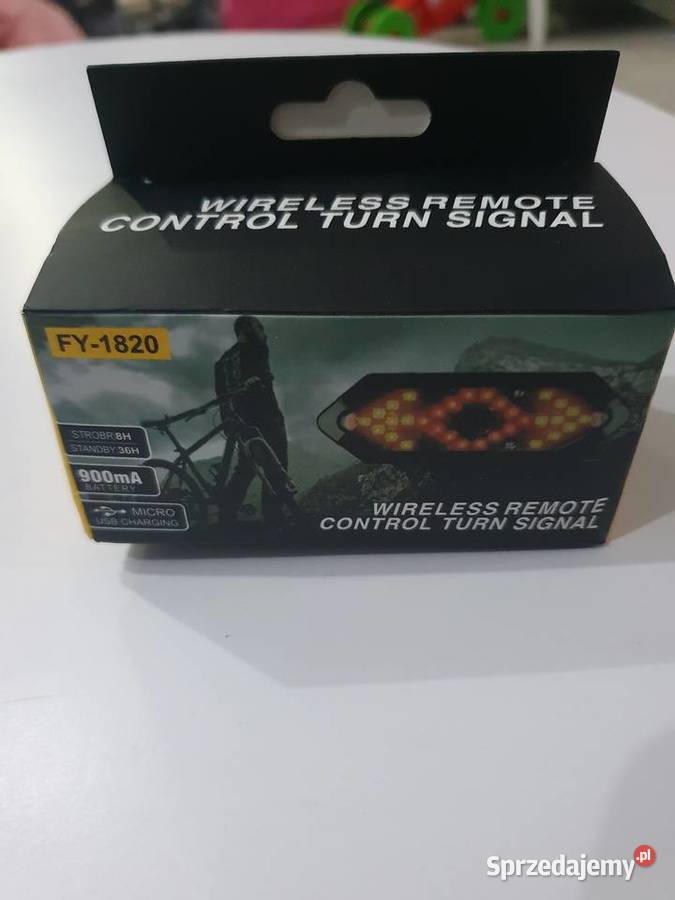 WIRELESS REMOTE
CONTROL TURN SIGNAL
FY-1820
STROBR:8H
STANDBY:36H
900mA
BATTERY
MICRO
USB CHARGING
WIRELESS REMOTE
CONTROL TURN SIGNAL
Sprzedajemy.pl